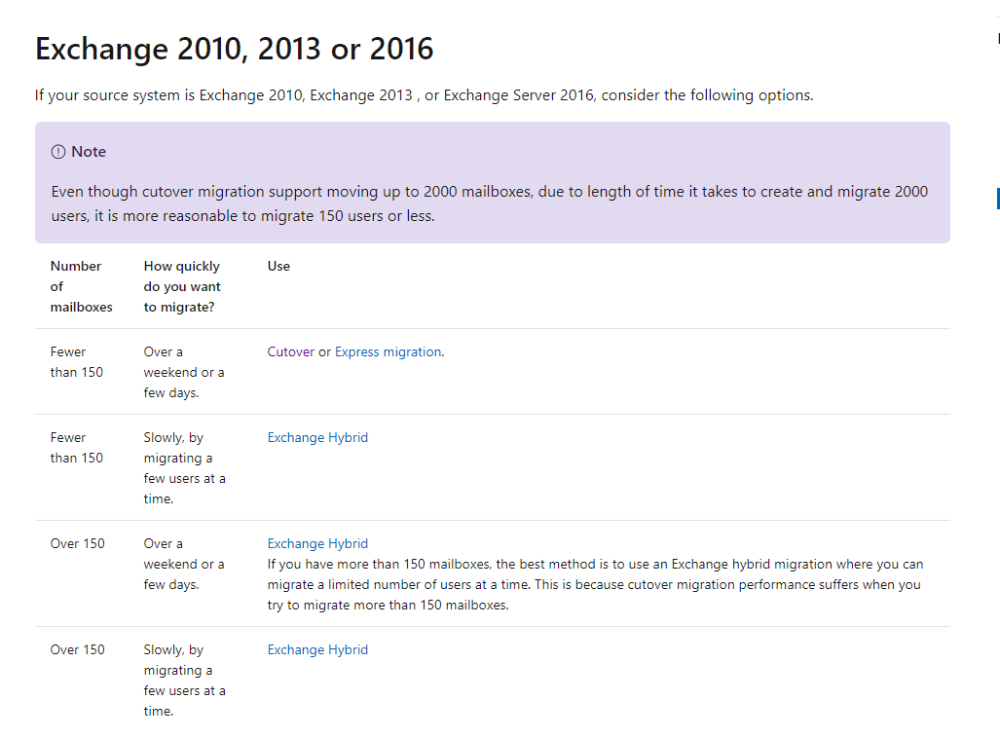 Exchange 2010, 2013 or 2016
If your source system is Exchange 2010, Exchange 2013 , or Exchange Server 2016, consider the following options.
Note
Even though cutover migration support moving up to 2000 mailboxes, due to length of time it takes to create and migrate 2000
users, it is more reasonable to migrate 150 users or less.
Number
of
mailboxes
How quickly
do you want
to migrate?
Use
Fewer
than 150
Over a
weekend or a
few days.
Cutover or Express migration.
Fewer
than 150
Slowly, by
migrating a
few users at a
time.
Exchange Hybrid
Over 150
Over a
weekend or a
few days.
Exchange Hybrid
If you have more than 150 mailboxes, the best method is to use an Exchange hybrid migration where you can
migrate a limited number of users at a time. This is because cutover migration performance suffers when you
try to migrate more than 150 mailboxes.
Over 150
Slowly, by
migrating a
few users at a
time.
Exchange Hybrid